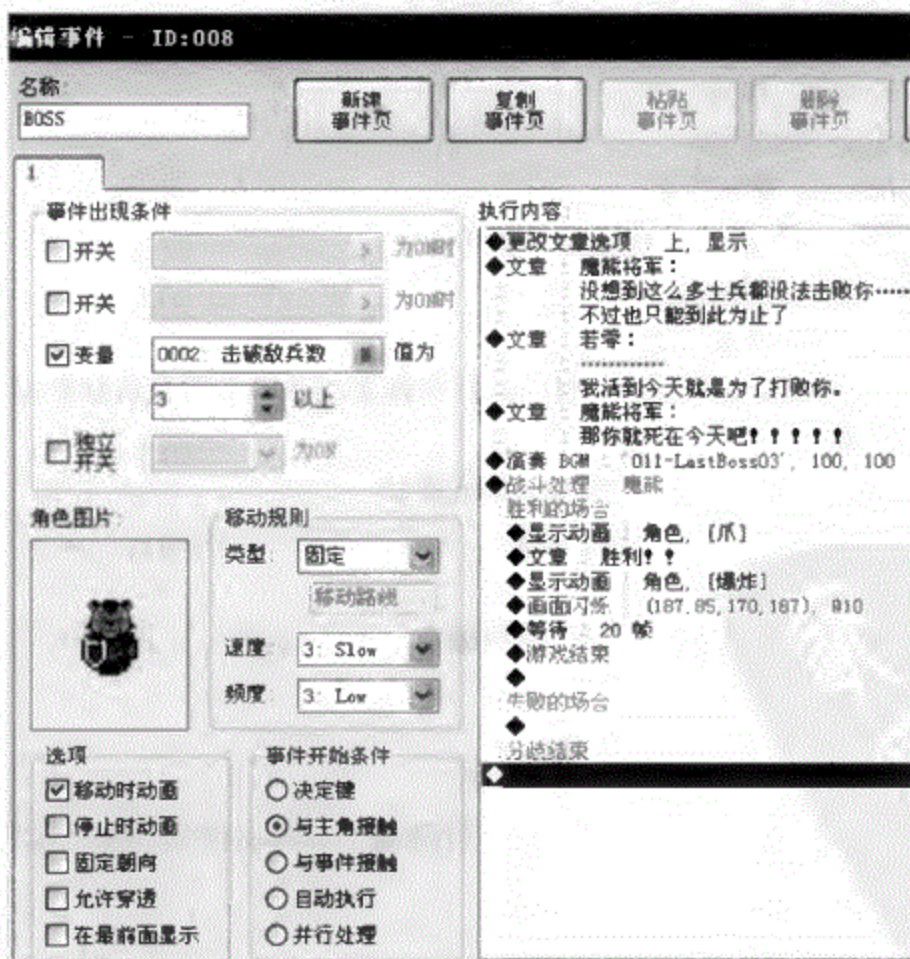 编辑事件 - ID:008
名称:
BOSS
新建
事件页
复制
事件页
粘贴
事件页
删除
事件页
1
事件出现条件
开关 为ON时
开关 为ON时
变量 0002: 击破敌兵数 值为
3 以上
独立
开关 为ON
角色图片:
移动规则
类型: 固定
移动路线
速度: 3: Slow
频度: 3: Low
选项
移动时动画
停止时动画
固定朝向
允许穿透
在最前面显示
事件开始条件
决定键
与主角接触
与事件接触
自动执行
并行处理
执行内容:
◆更改文章选项 : 上, 显示
◆文章 : 魔熊将军:
: 没想到这么多士兵都没法击败你……
: 不过也只能到此为止了
◆文章 : 若零:
: …………
: 我活到今天就是为了打败你。
◆文章 : 魔熊将军:
: 那你就死在今天吧!!!!!
◆演奏 BGM : '011-LastBoss03', 100, 100
◆战斗处理 : 魔熊
: 胜利的场合
◆显示动画 : 角色, [爪]
◆文章 : 胜利!!
◆显示动画 : 角色, [爆炸]
◆画面闪烁 : (187,85,170,187), @10
◆等待 : 20 帧
◆游戏结束
◆
: 失败的场合
◆
: 分歧结束
◆